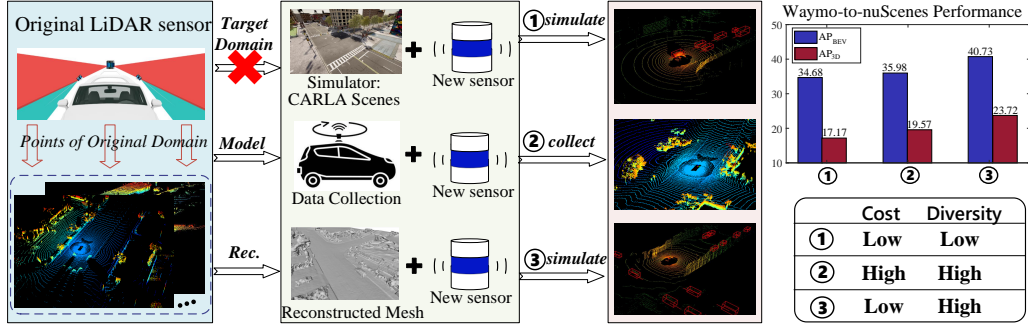 Original LiDAR sensor
Points of Original Domain
Target
Domain
Model
Rec.
Simulator:
CARLA Scenes
New sensor
Data Collection
New sensor
Reconstructed Mesh
New sensor
① simulate
② collect
③ simulate
Waymo-to-nuScenes Performance
AP_BEV
AP_3D
50
40
30
20
10
34.68
17.17
35.98
19.57
40.73
23.72
① ② ③
Cost Diversity
① Low Low
② High High
③ Low High